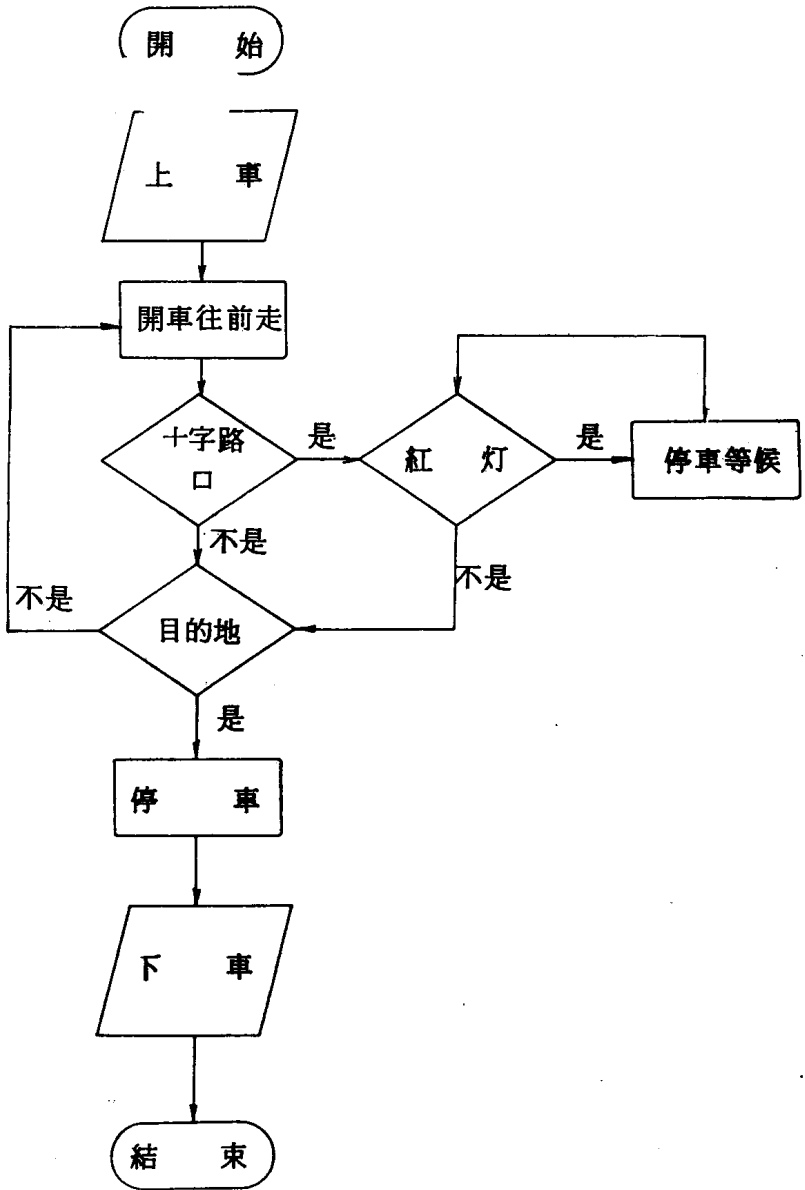 開 始
上 車
開車往前走
十字路
口
是
紅 灯
是
停車等候
不是
不是
不是
目的地
是
停 車
下 車
結 束